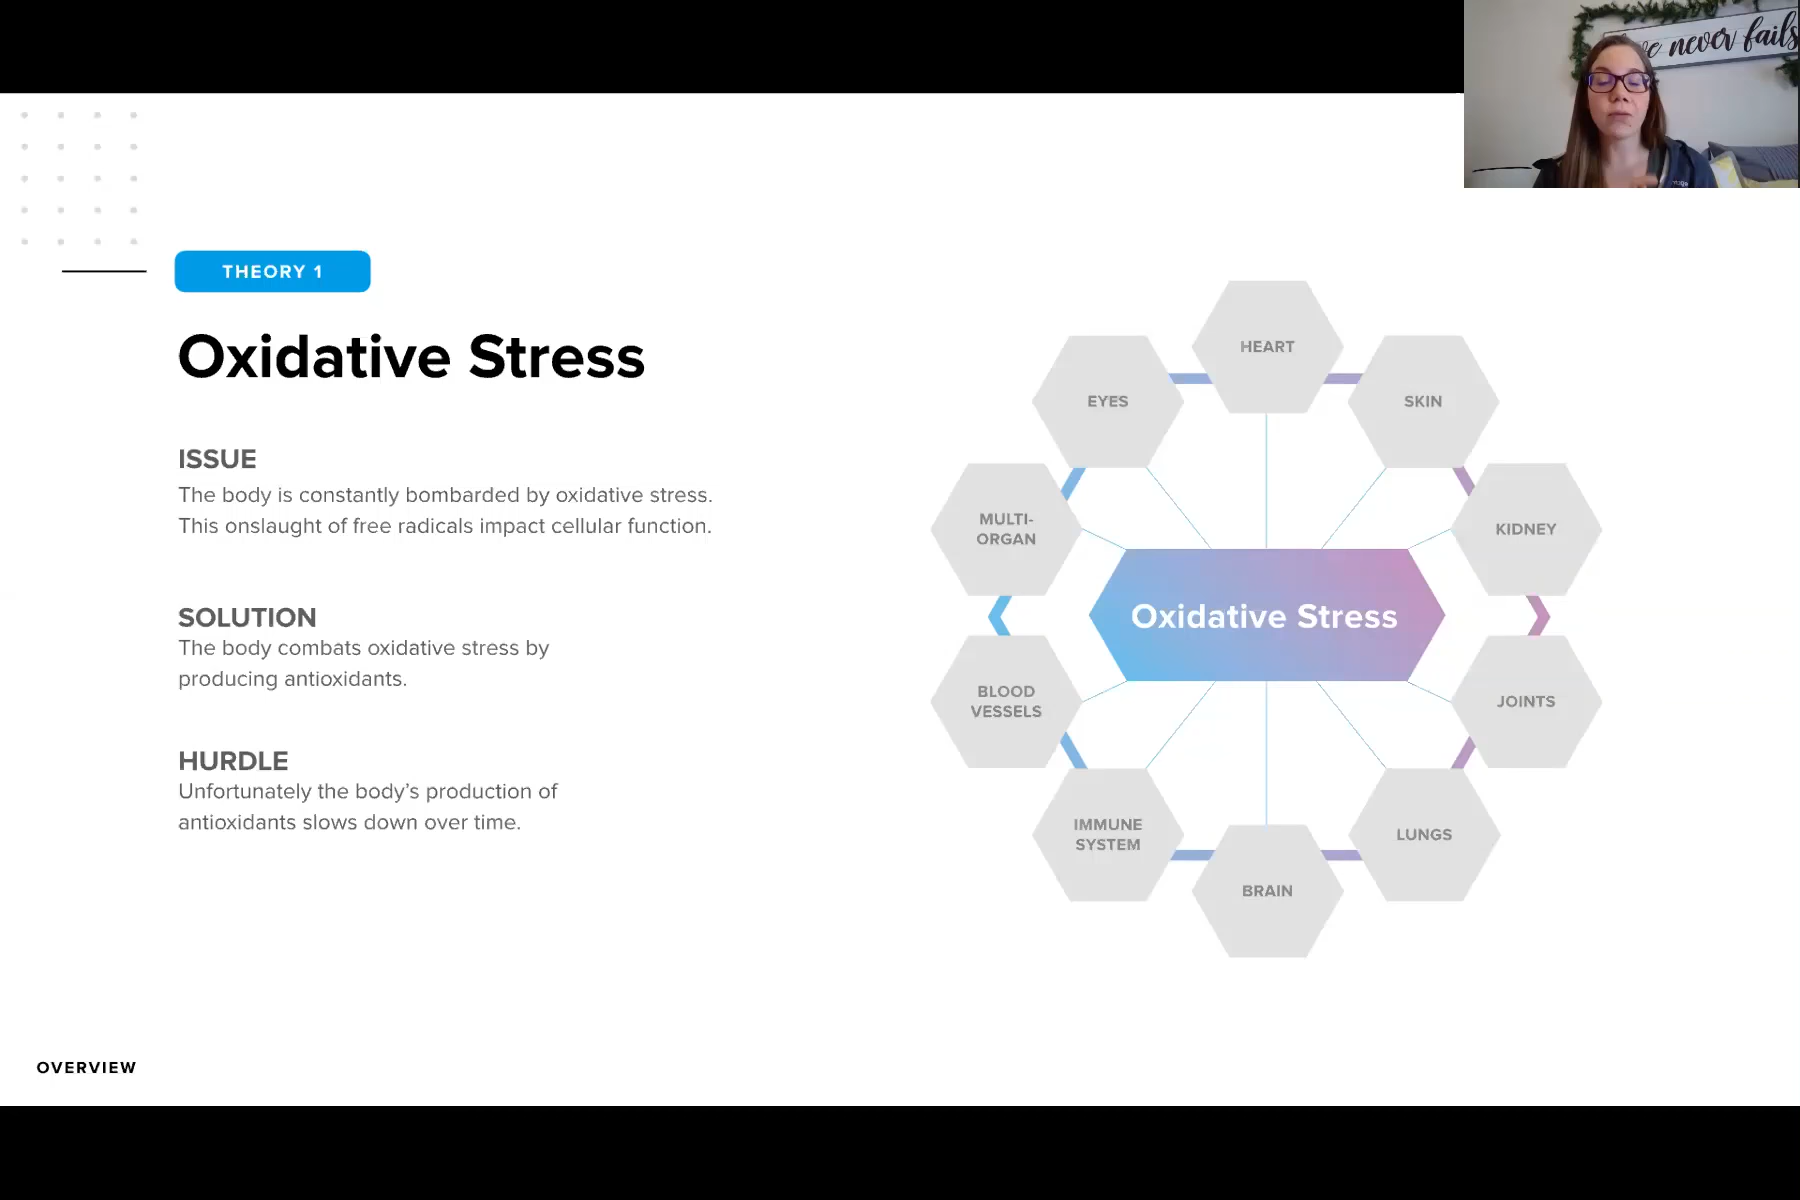 never fails
THEORY 1
Oxidative Stress
ISSUE
The body is constantly bombarded by oxidative stress.
This onslaught of free radicals impact cellular function.
SOLUTION
The body combats oxidative stress by
producing antioxidants.
HURDLE
Unfortunately the body’s production of
antioxidants slows down over time.
HEART
EYES
SKIN
MULTI-
ORGAN
KIDNEY
Oxidative Stress
BLOOD
VESSELS
JOINTS
IMMUNE
SYSTEM
LUNGS
BRAIN
OVERVIEW